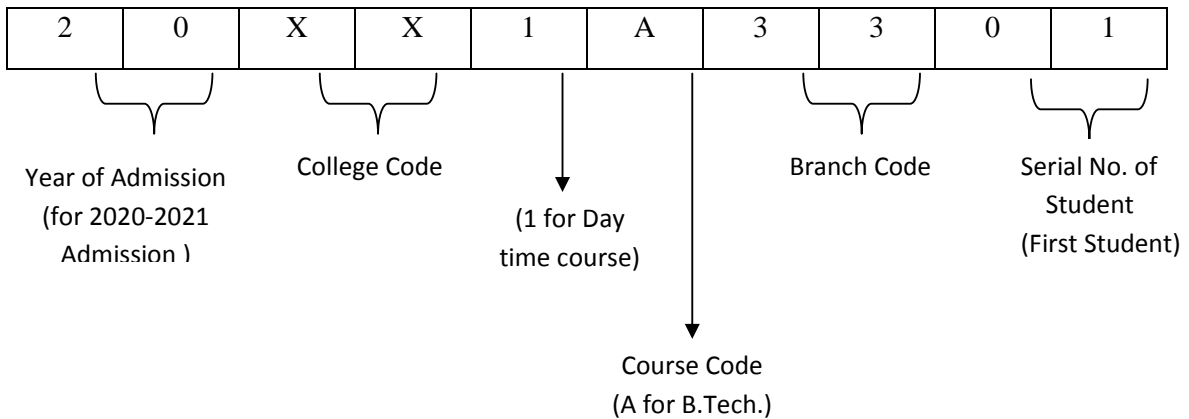 2 0 X X 1 A 3 3 0 1
Year of Admission
(for 2020-2021
Admission )
College Code
(1 for Day
time course)
Course Code
(A for B.Tech.)
Branch Code
Serial No. of
Student
(First Student)